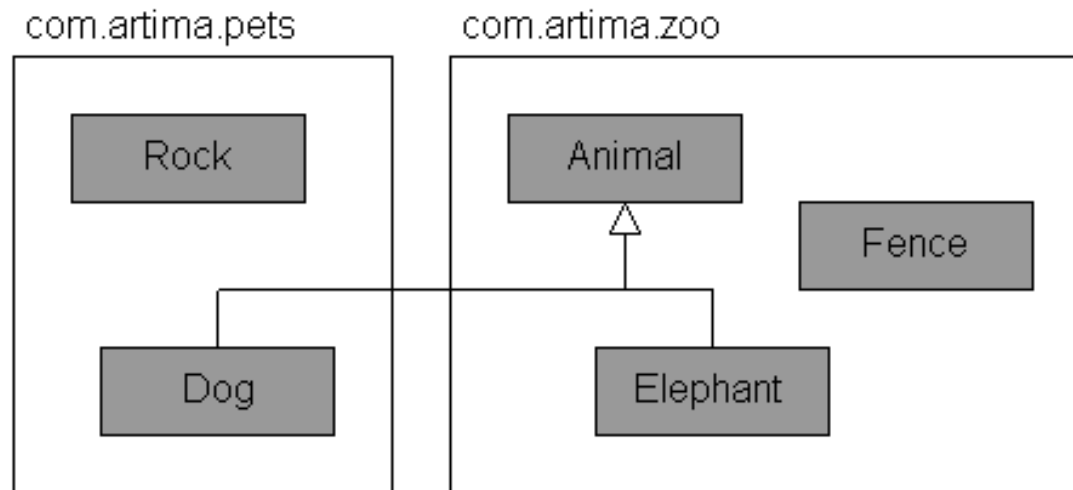 com.artima.pets
com.artima.zoo
Rock
Animal
Fence
Dog
Elephant